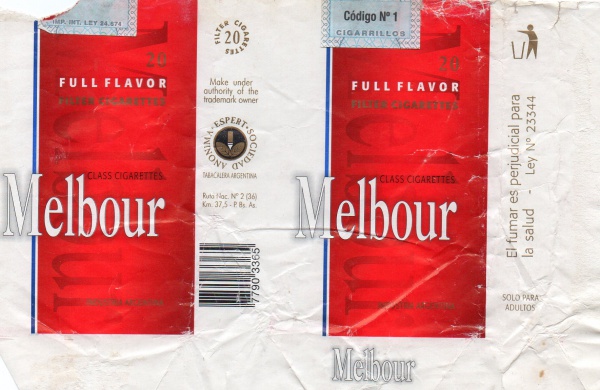 IMP. INT. LEY 24.674
20
FULL FLAVOR
FILTER CIGARETTES
CLASS CIGARETTES
Melbour
FILTER CIGARETTES
20
Make under
authority of the
trademark owner
ESPERT · SOCIEDAD ANONIMA
TABACALERA ARGENTINA
Ruta Nac. Nº 2 (36)
Km. 37,5 - P. Bs. As.
7790 3365
Código Nº 1
CIGARRILLOS
20
FULL FLAVOR
FILTER CIGARETTES
CLASS CIGARETTES
Melbour
INDUSTRIA ARGENTINA
El fumar es perjudicial para
la salud - Ley Nº 23344
SOLO PARA
ADULTOS
Melbour